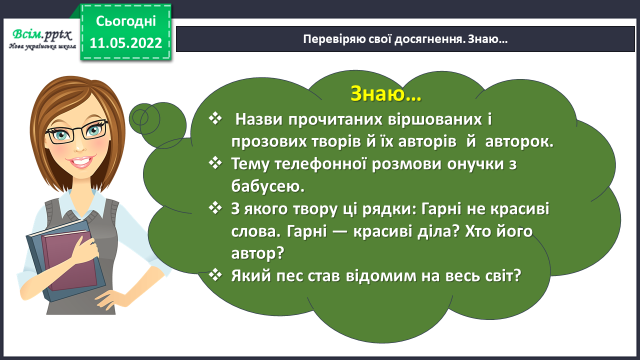 Всім.pptx
Нова українська школа
Сьогодні
11.05.2022
Перевіряю свої досягнення. Знаю…
Знаю…
❖ Назви прочитаних віршованих і
прозових творів й їх авторів й авторок.
❖ Тему телефонної розмови онучки з
бабусею.
❖ З якого твору ці рядки: Гарні не красиві
слова. Гарні — красиві діла? Хто його
автор?
❖ Який пес став відомим на весь світ?